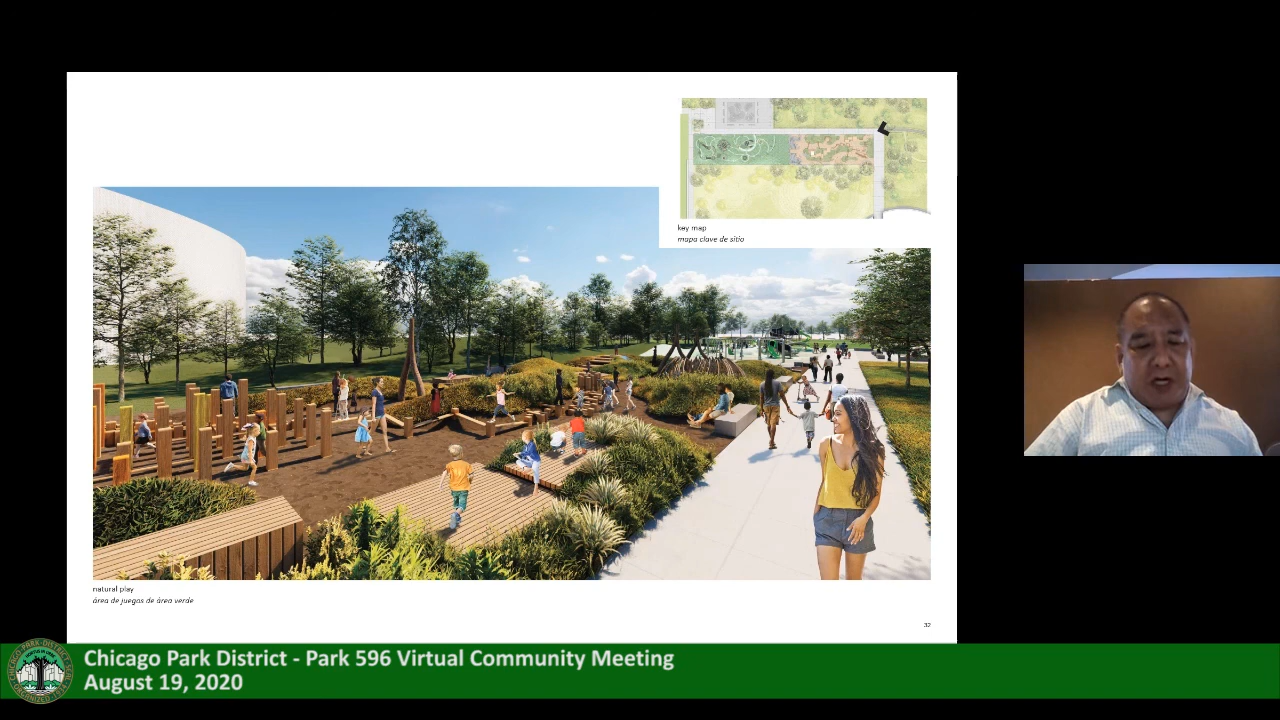 key map
mapa clave de sitio
natural play
área de juegos de área verde
32
Chicago Park District - Park 596 Virtual Community Meeting
August 19, 2020